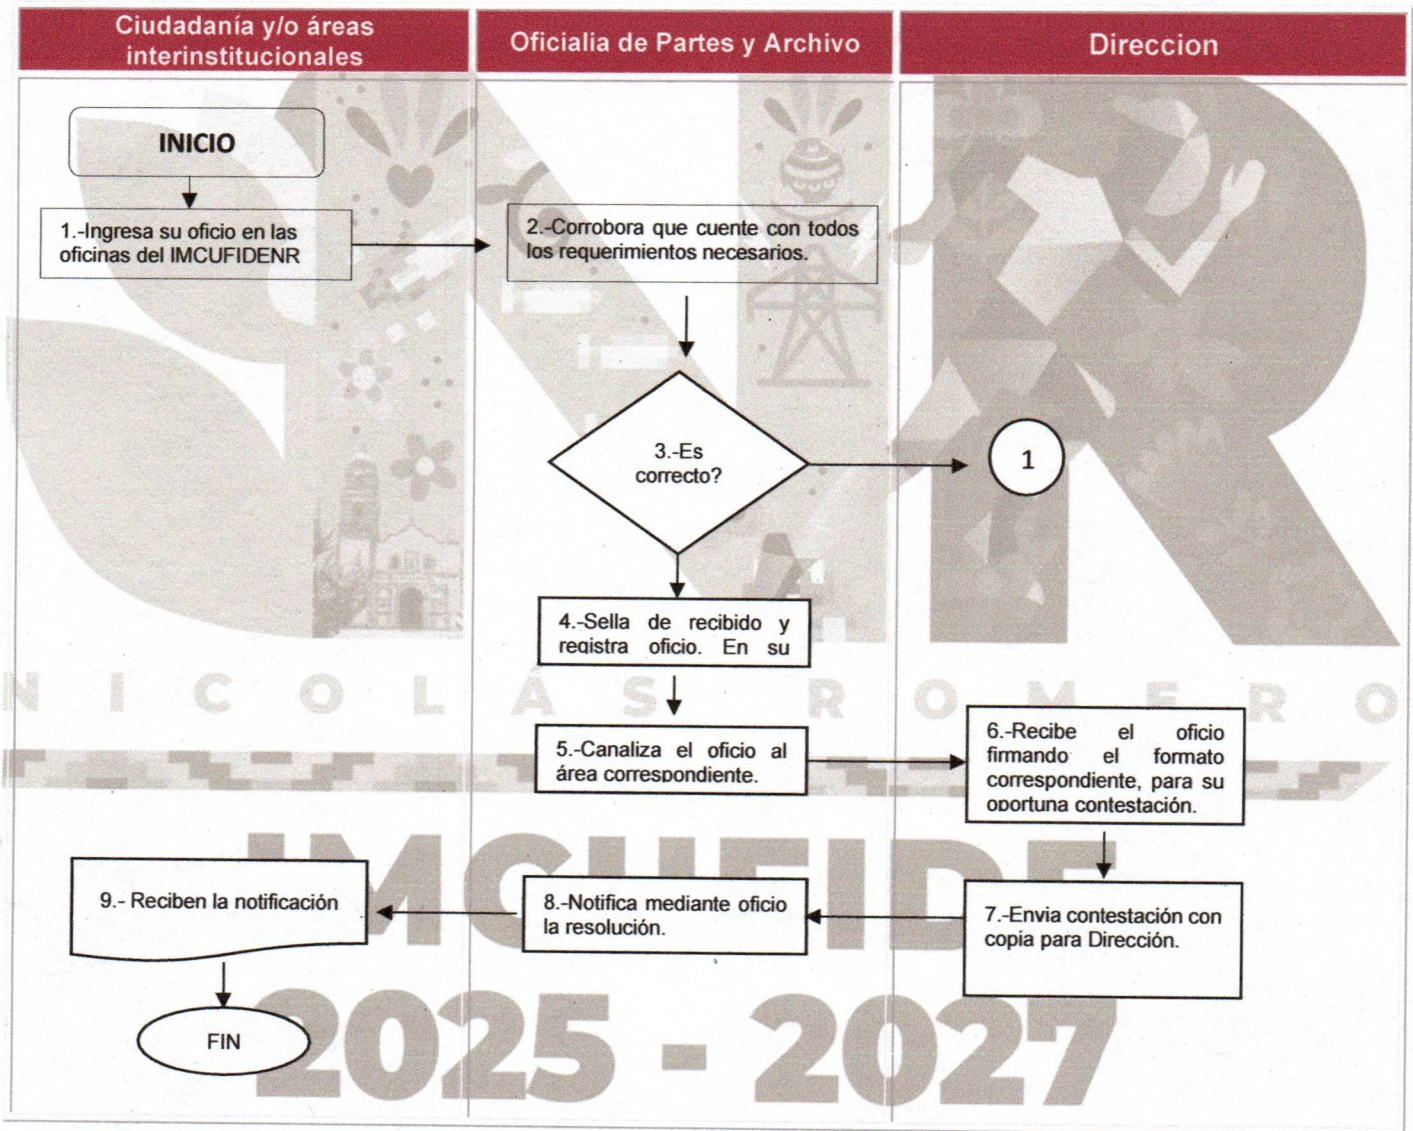 Ciudadanía y/o áreas
interinstitucionales
Oficialia de Partes y Archivo
Direccion
INICIO
1.-Ingresa su oficio en las
oficinas del IMCUFIDENR
2.-Corrobora que cuente con todos
los requerimientos necesarios.
3.-Es
correcto?
1
4.-Sella de recibido y
registra oficio. En su
NICOLÁS ROMERO
5.-Canaliza el oficio al
área correspondiente.
6.-Recibe el oficio
firmando el formato
correspondiente, para su
oportuna contestación.
IMCUFIDE
9.- Reciben la notificación
8.-Notifica mediante oficio
la resolución.
7.-Envia contestación con
copia para Dirección.
2025 - 2027
FIN